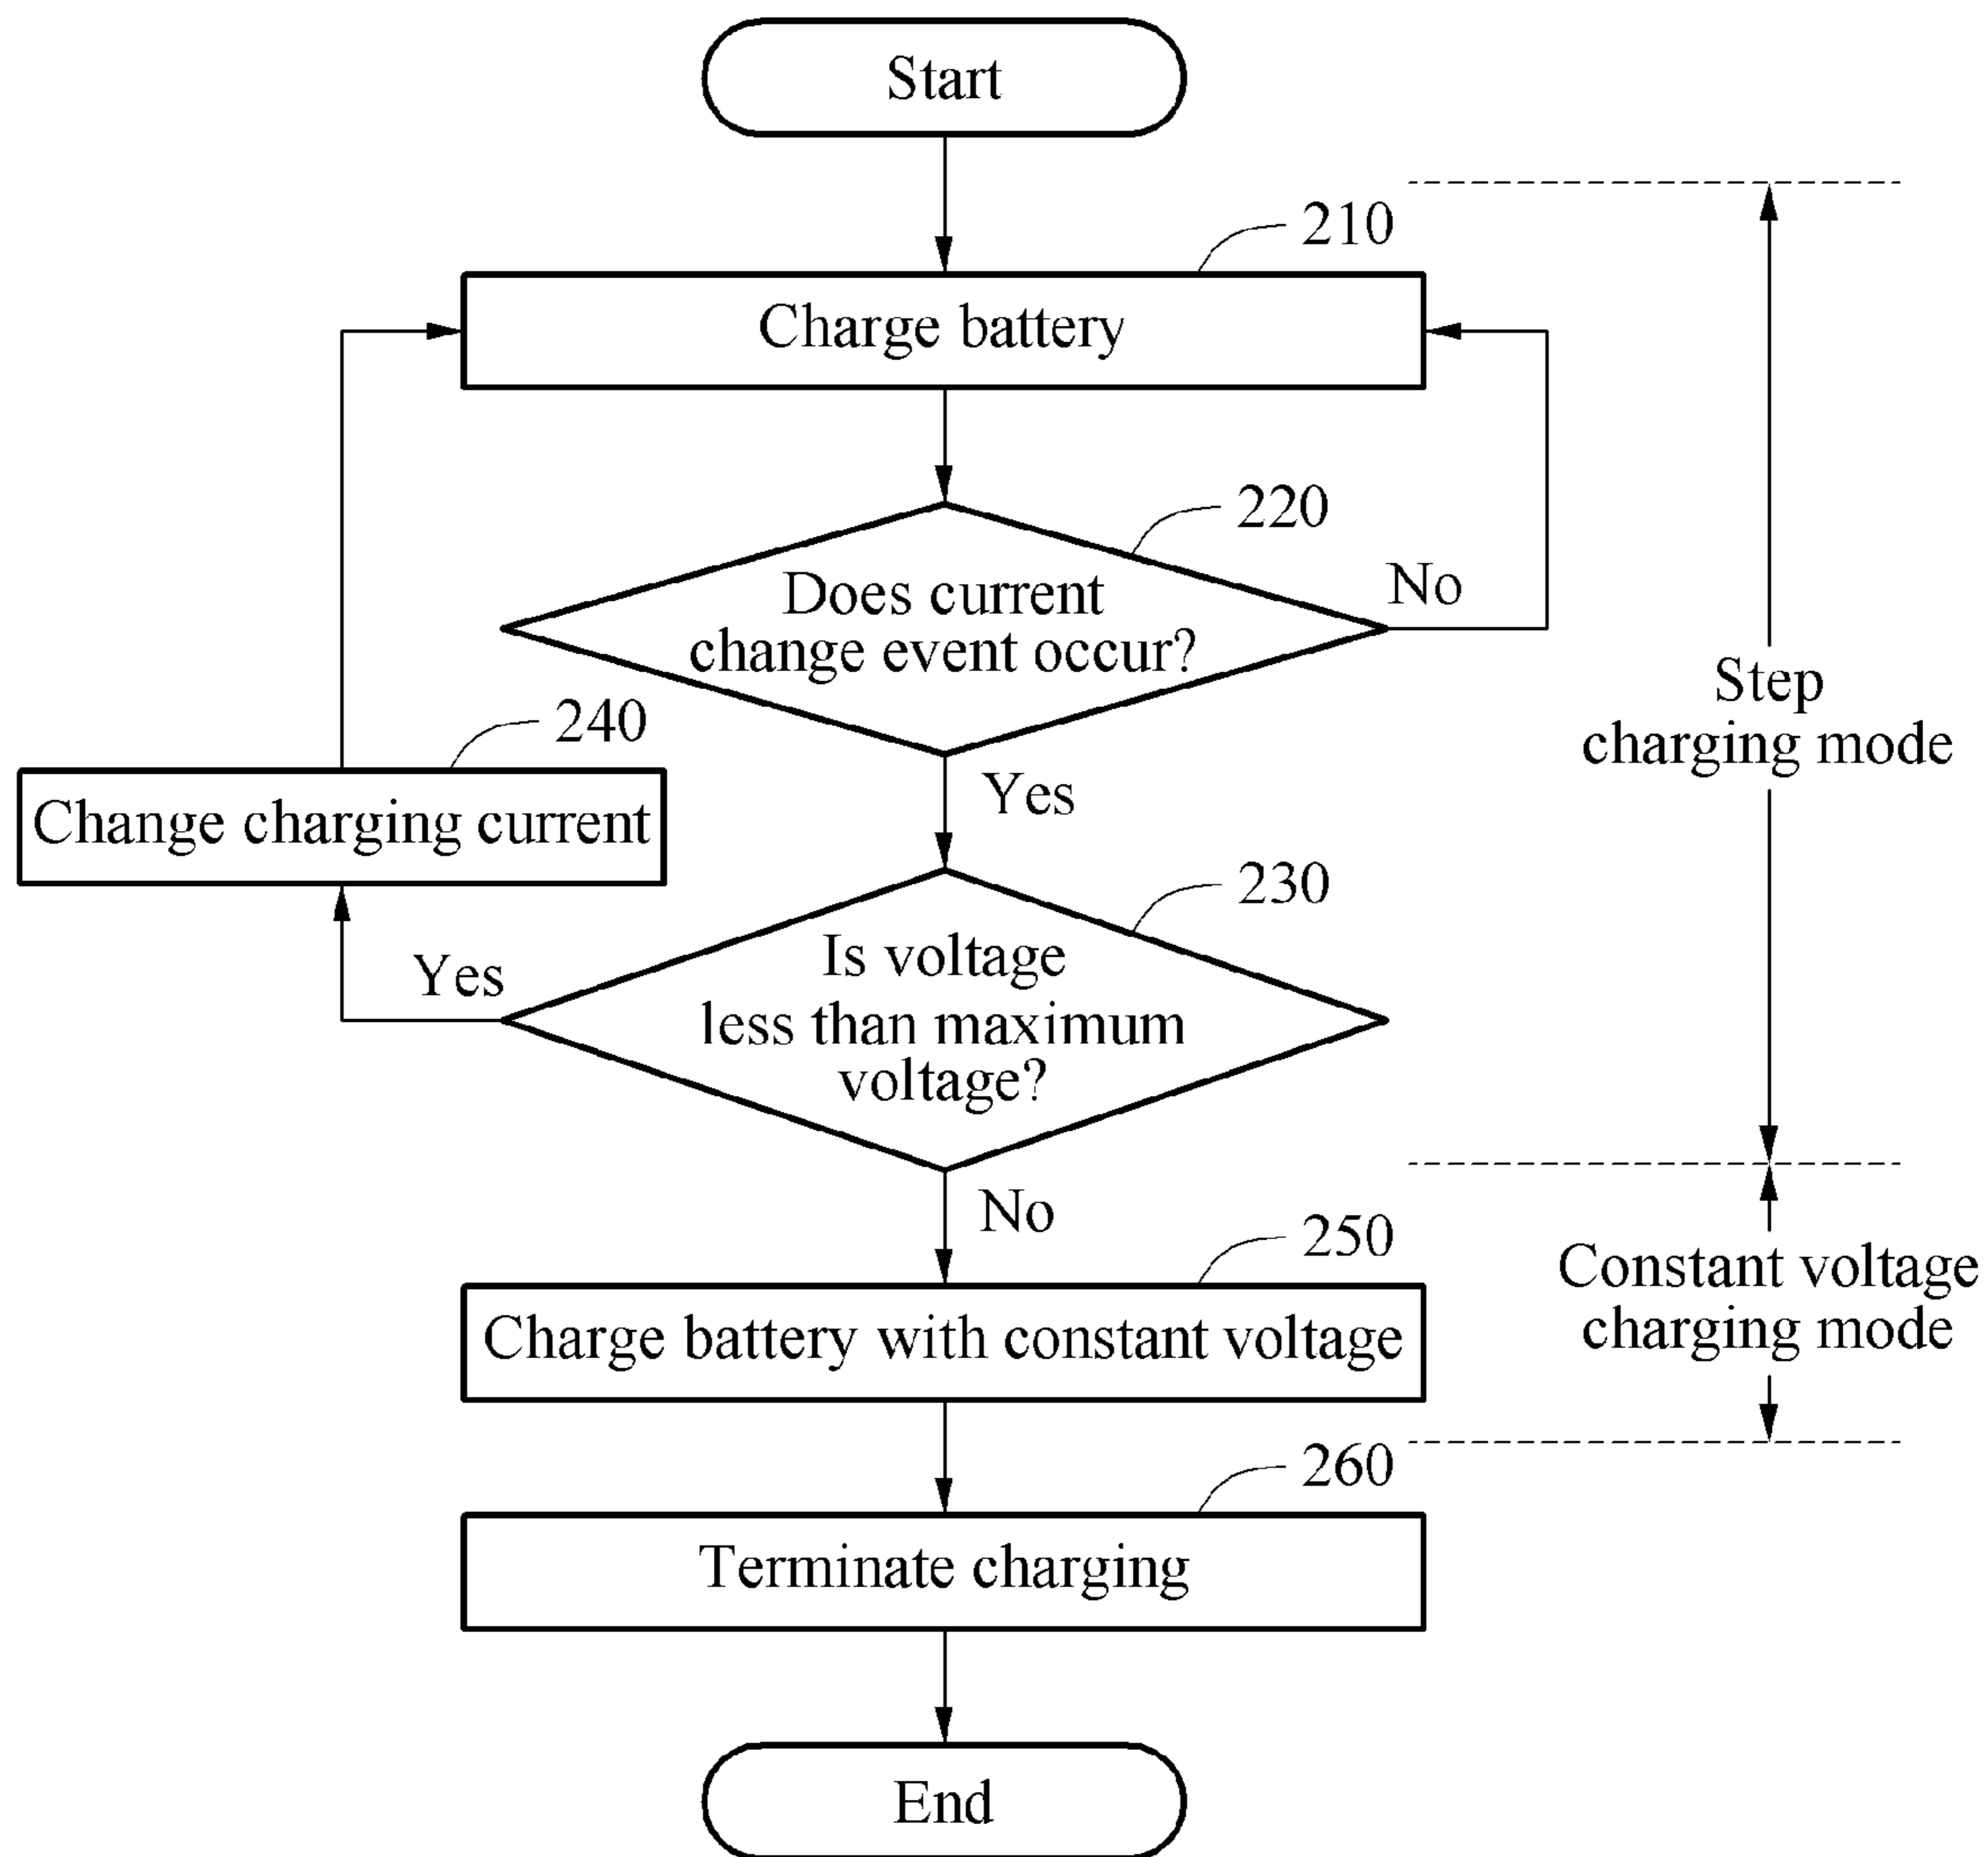 Start
210
Charge battery
220
Does current
change event occur?
No
Step
charging mode
240
Change charging current
Yes
230
Is voltage
less than maximum
voltage?
Yes
No
250
Charge battery with constant voltage
Constant voltage
charging mode
260
Terminate charging
End